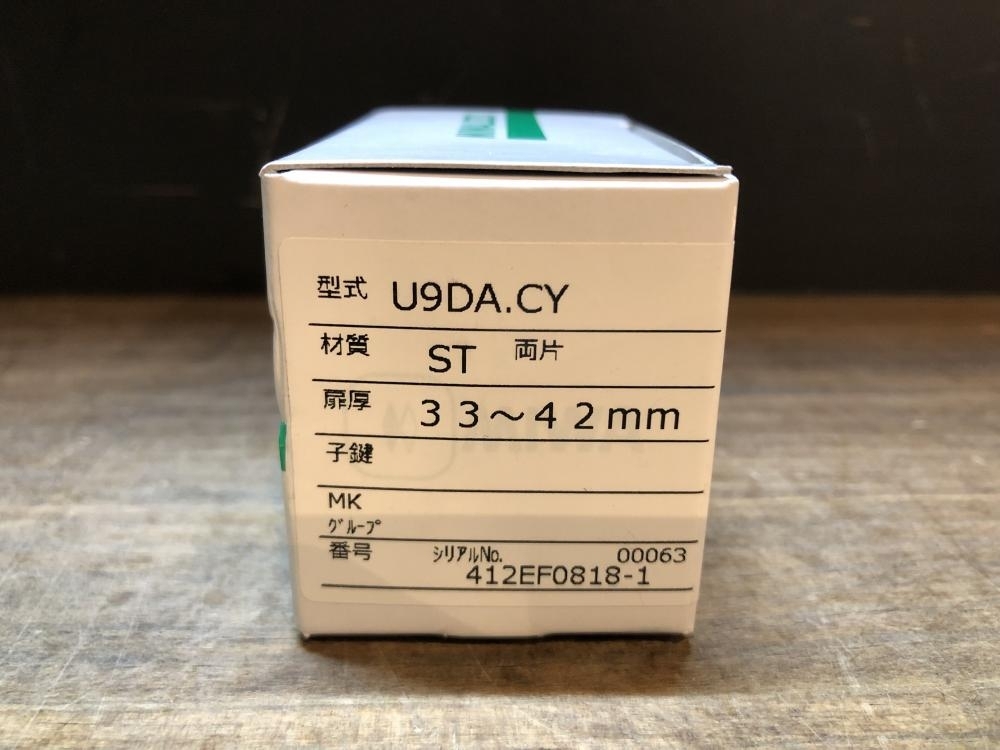 型式 U9DA.CY
材質 ST 両片
扉厚 33～42mm
子鍵
MK
ｸﾞﾙｰﾌﾟ
番号 ｼﾘｱﾙNo. 00063
412EF0818-1